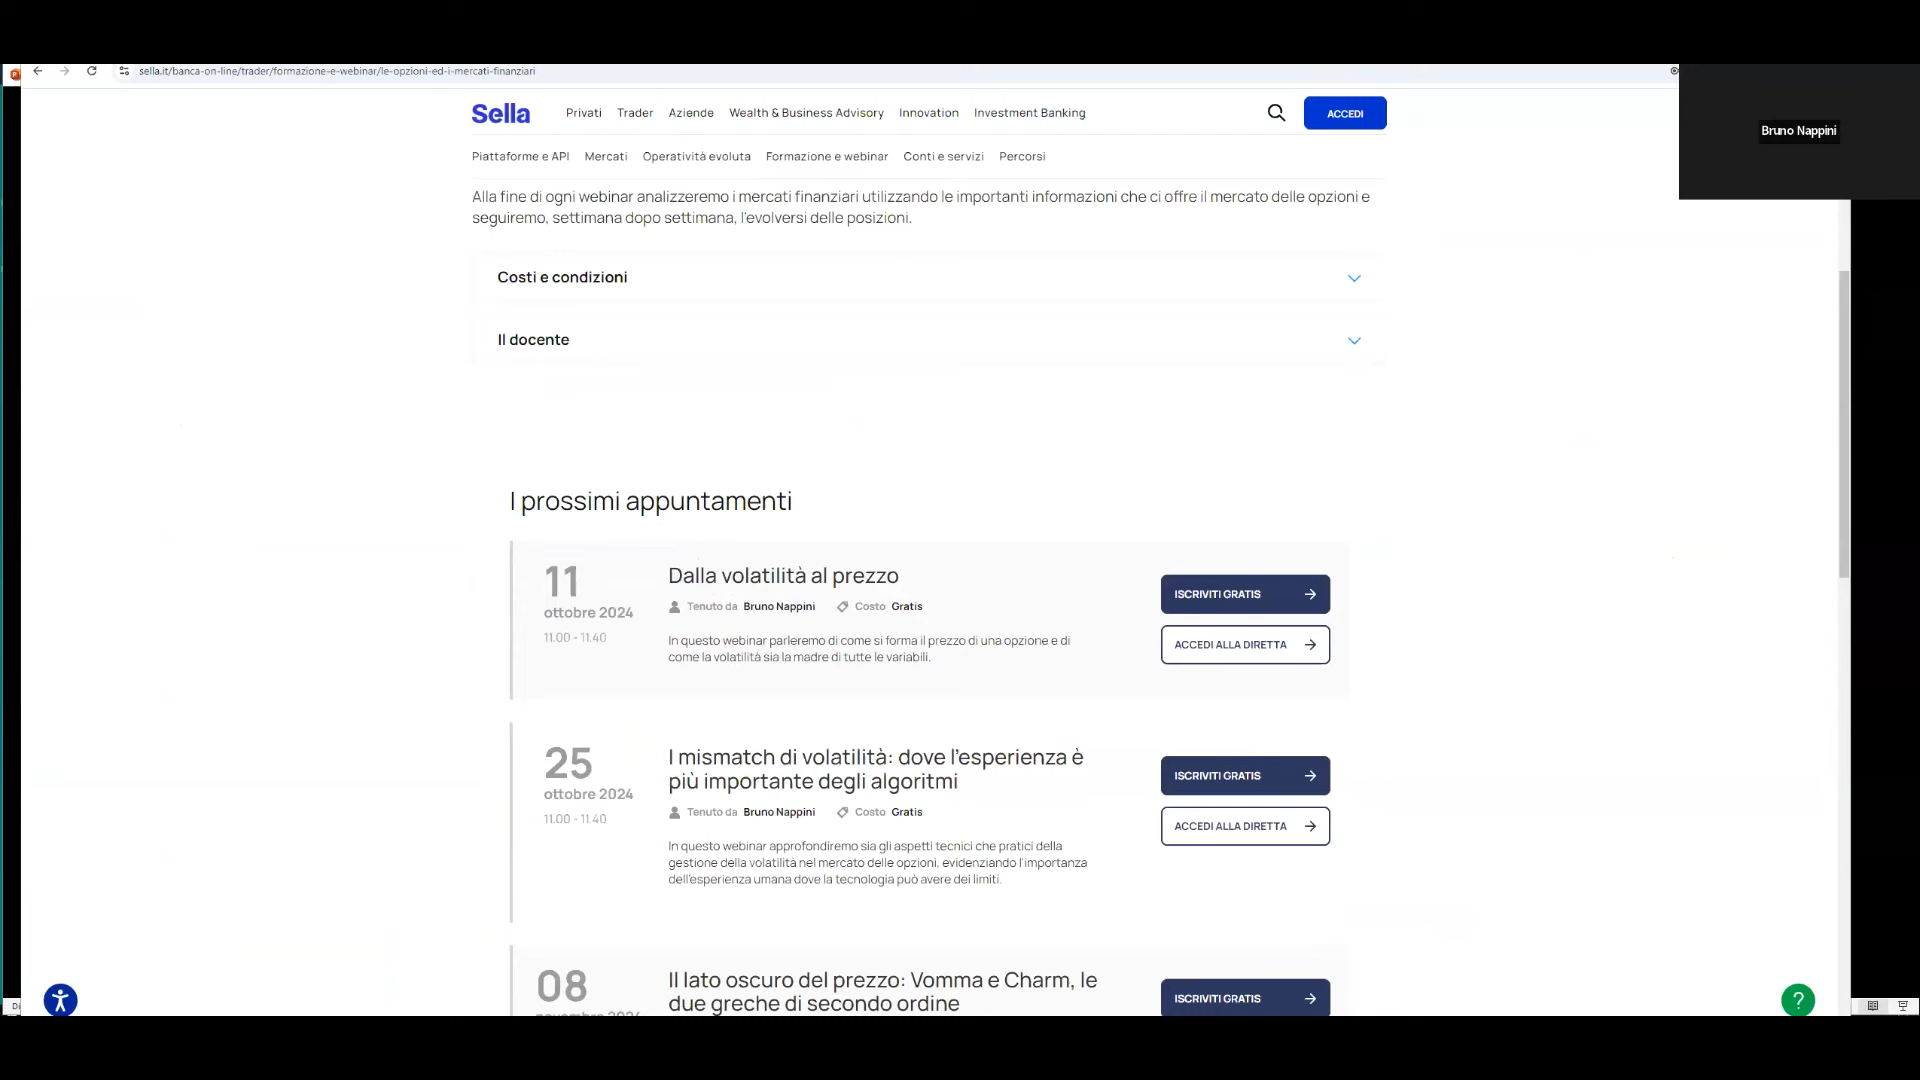 sella.it/banca-on-line/trader/formazione-e-webinar/le-opzioni-ed-i-mercati-finanziari
Bruno Nappini
Sella Privati Trader Aziende Wealth & Business Advisory Innovation Investment Banking ACCEDI
Piattaforme e API Mercati Operatività evoluta Formazione e webinar Conti e servizi Percorsi
Alla fine di ogni webinar analizzeremo i mercati finanziari utilizzando le importanti informazioni che ci offre il mercato delle opzioni e
seguiremo, settimana dopo settimana, l'evolversi delle posizioni.
Costi e condizioni
Il docente
I prossimi appuntamenti
11
ottobre 2024
11.00 - 11.40
Dalla volatilità al prezzo
Tenuto da Bruno Nappini Costo Gratis
In questo webinar parleremo di come si forma il prezzo di una opzione e di
come la volatilità sia la madre di tutte le variabili.
ISCRIVITI GRATIS
ACCEDI ALLA DIRETTA
25
ottobre 2024
11.00 - 11.40
I mismatch di volatilità: dove l'esperienza è
più importante degli algoritmi
Tenuto da Bruno Nappini Costo Gratis
In questo webinar approfondiremo sia gli aspetti tecnici che pratici della
gestione della volatilità nel mercato delle opzioni, evidenziando l'importanza
dell'esperienza umana dove la tecnologia può avere dei limiti.
ISCRIVITI GRATIS
ACCEDI ALLA DIRETTA
08
novembre 2024
Il lato oscuro del prezzo: Vomma e Charm, le
due greche di secondo ordine
ISCRIVITI GRATIS
?